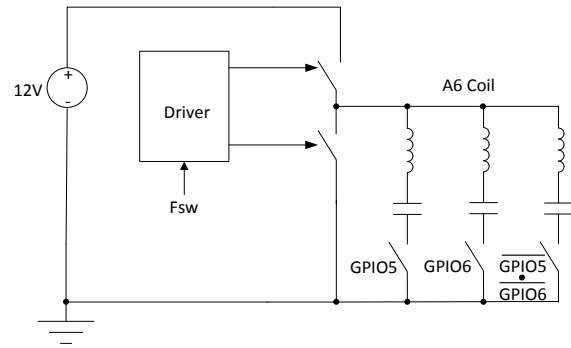 12V
+
-
Driver
Fsw
A6 Coil
GPIO5
GPIO6
GPIO5
•
GPIO6